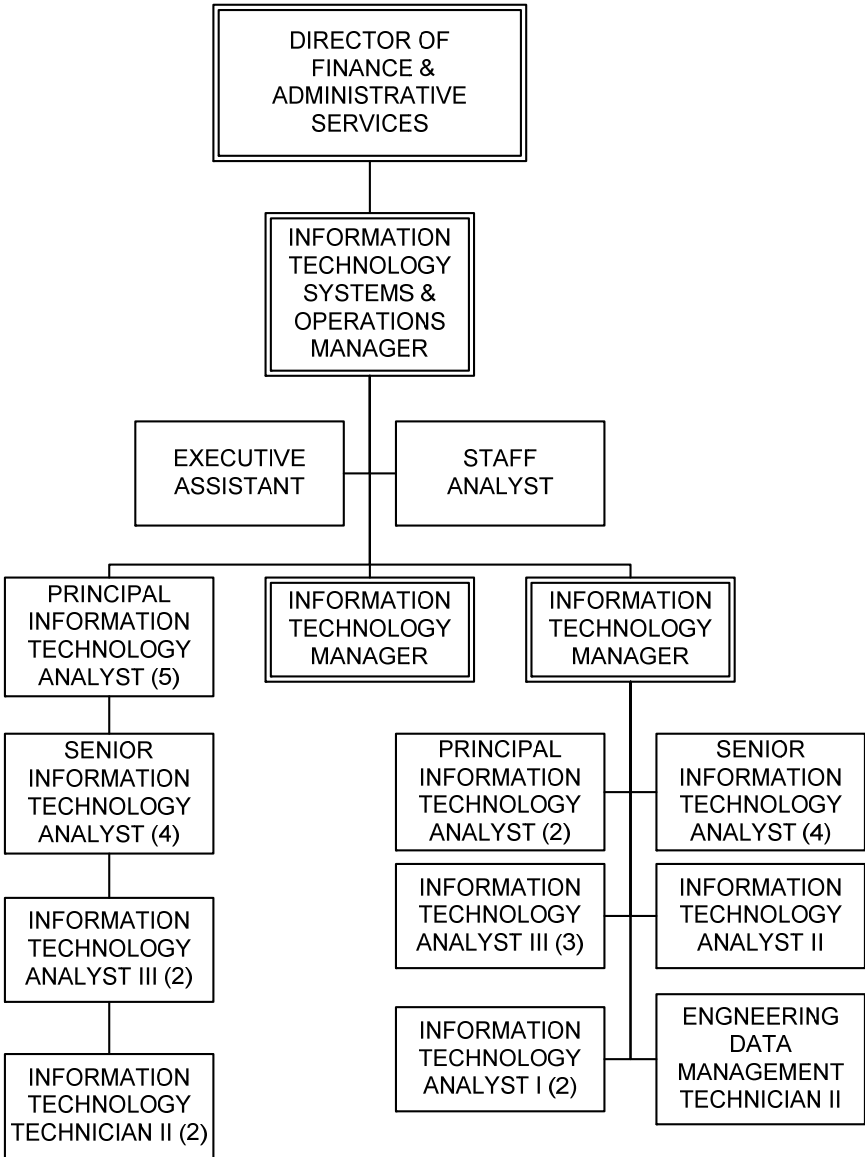 DIRECTOR OF
FINANCE &
ADMINISTRATIVE
SERVICES
INFORMATION
TECHNOLOGY
SYSTEMS &
OPERATIONS
MANAGER
EXECUTIVE
ASSISTANT
STAFF
ANALYST
PRINCIPAL
INFORMATION
TECHNOLOGY
ANALYST (5)
INFORMATION
TECHNOLOGY
MANAGER
INFORMATION
TECHNOLOGY
MANAGER
SENIOR
INFORMATION
TECHNOLOGY
ANALYST (4)
PRINCIPAL
INFORMATION
TECHNOLOGY
ANALYST (2)
SENIOR
INFORMATION
TECHNOLOGY
ANALYST (4)
INFORMATION
TECHNOLOGY
ANALYST III (2)
INFORMATION
TECHNOLOGY
ANALYST III (3)
INFORMATION
TECHNOLOGY
ANALYST II
INFORMATION
TECHNOLOGY
TECHNICIAN II (2)
INFORMATION
TECHNOLOGY
ANALYST I (2)
ENGNEERING
DATA
MANAGEMENT
TECHNICIAN II